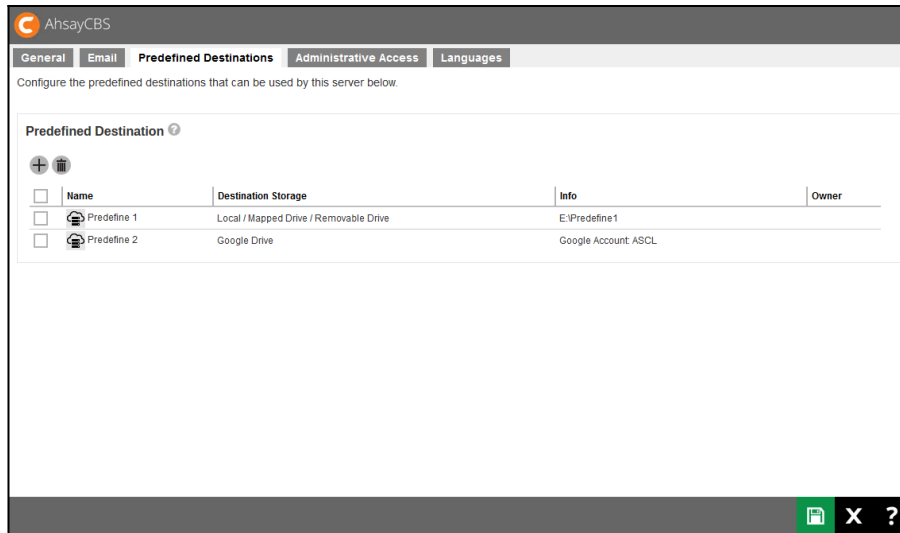 AhsayCBS
General Email Predefined Destinations Administrative Access Languages
Configure the predefined destinations that can be used by this server below.
Predefined Destination ?
Name Destination Storage Info Owner
Predefine 1 Local / Mapped Drive / Removable Drive E:\Predefine1
Predefine 2 Google Drive Google Account: ASCL
X ?